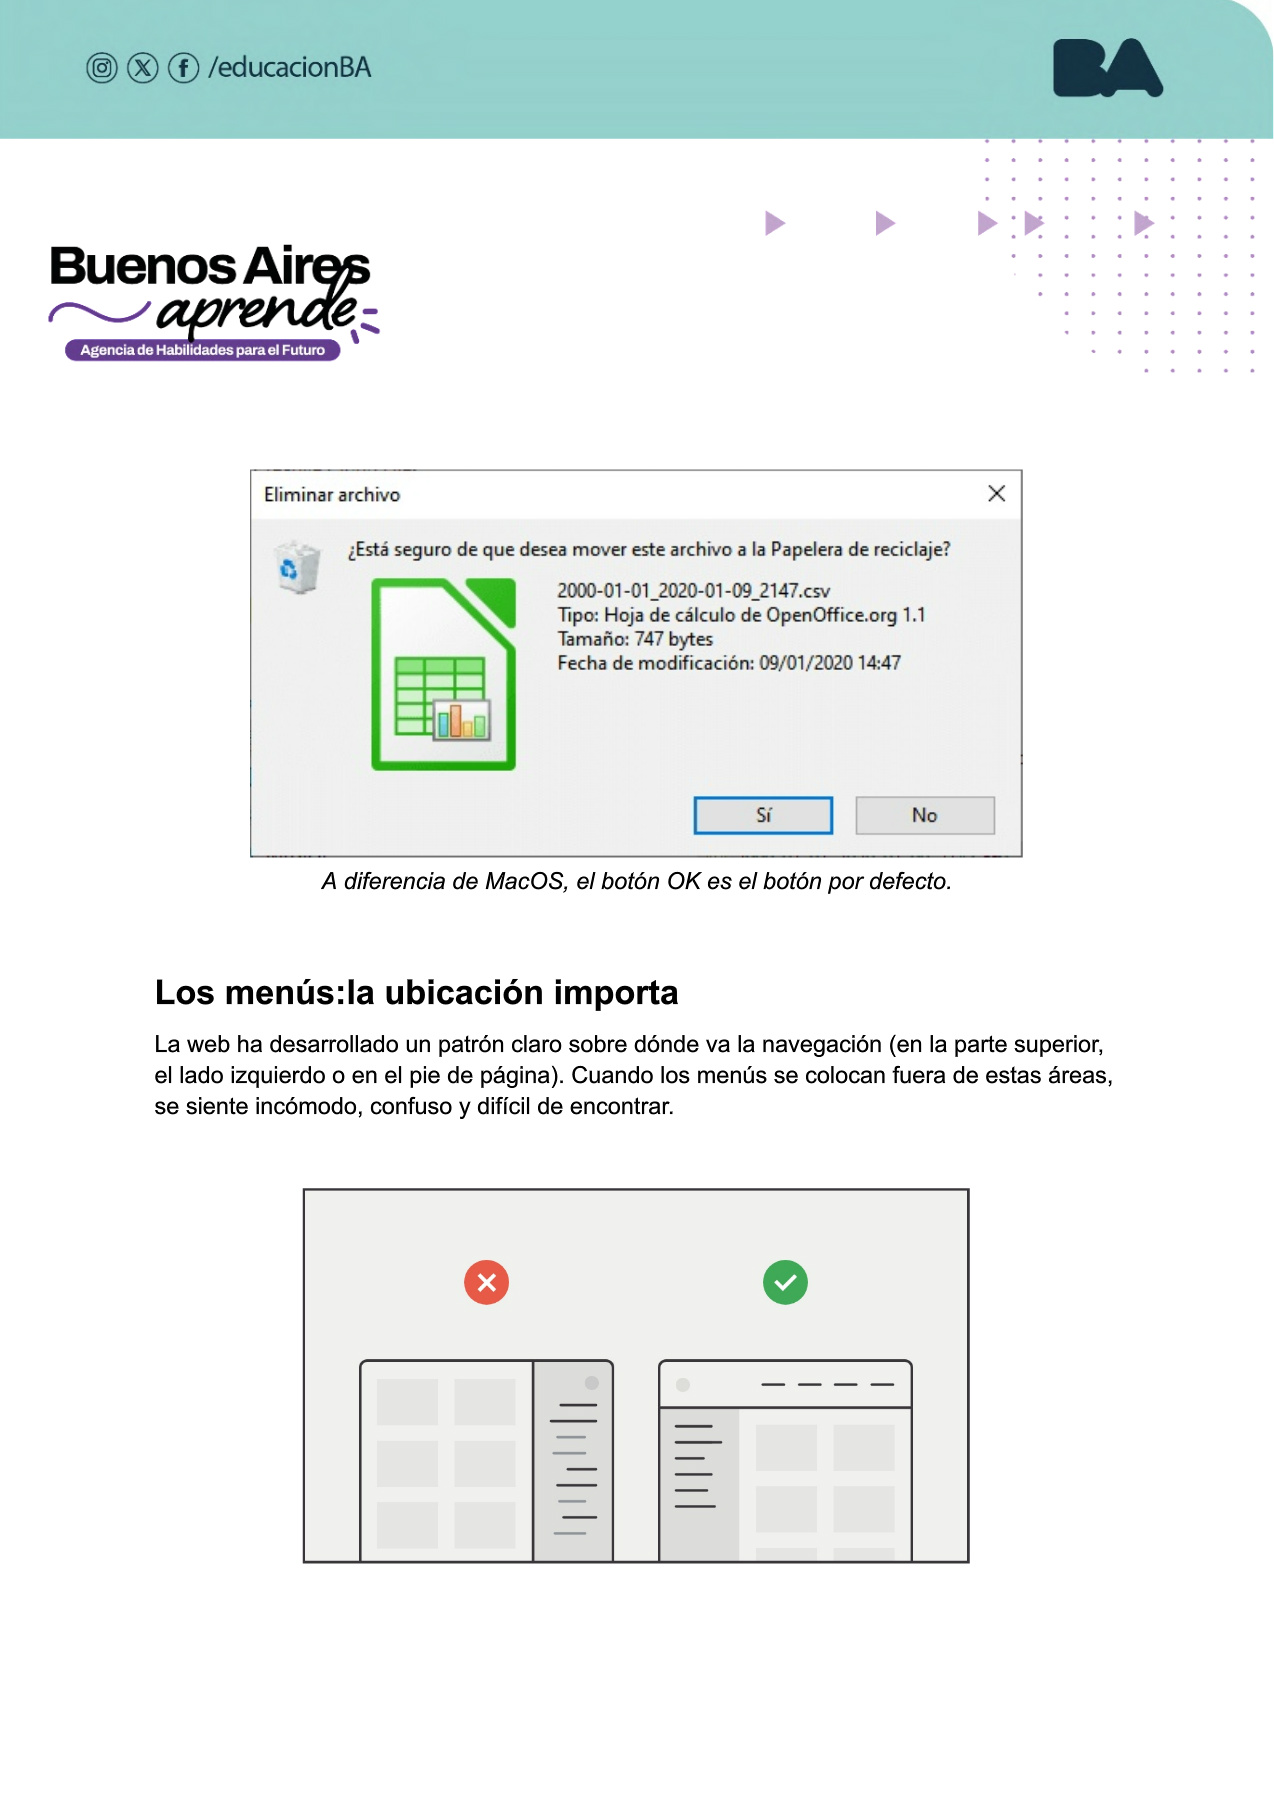 /educacionBA
BA
Buenos Aires
aprende
Agencia de Habilidades para el Futuro
Eliminar archivo
¿Está seguro de que desea mover este archivo a la Papelera de reciclaje?
2000-01-01_2020-01-09_2147.csv
Tipo: Hoja de cálculo de OpenOffice.org 1.1
Tamaño: 747 bytes
Fecha de modificación: 09/01/2020 14:47
Sí No
A diferencia de MacOS, el botón OK es el botón por defecto.
Los menús:la ubicación importa
La web ha desarrollado un patrón claro sobre dónde va la navegación (en la parte superior,
el lado izquierdo o en el pie de página). Cuando los menús se colocan fuera de estas áreas,
se siente incómodo, confuso y difícil de encontrar.